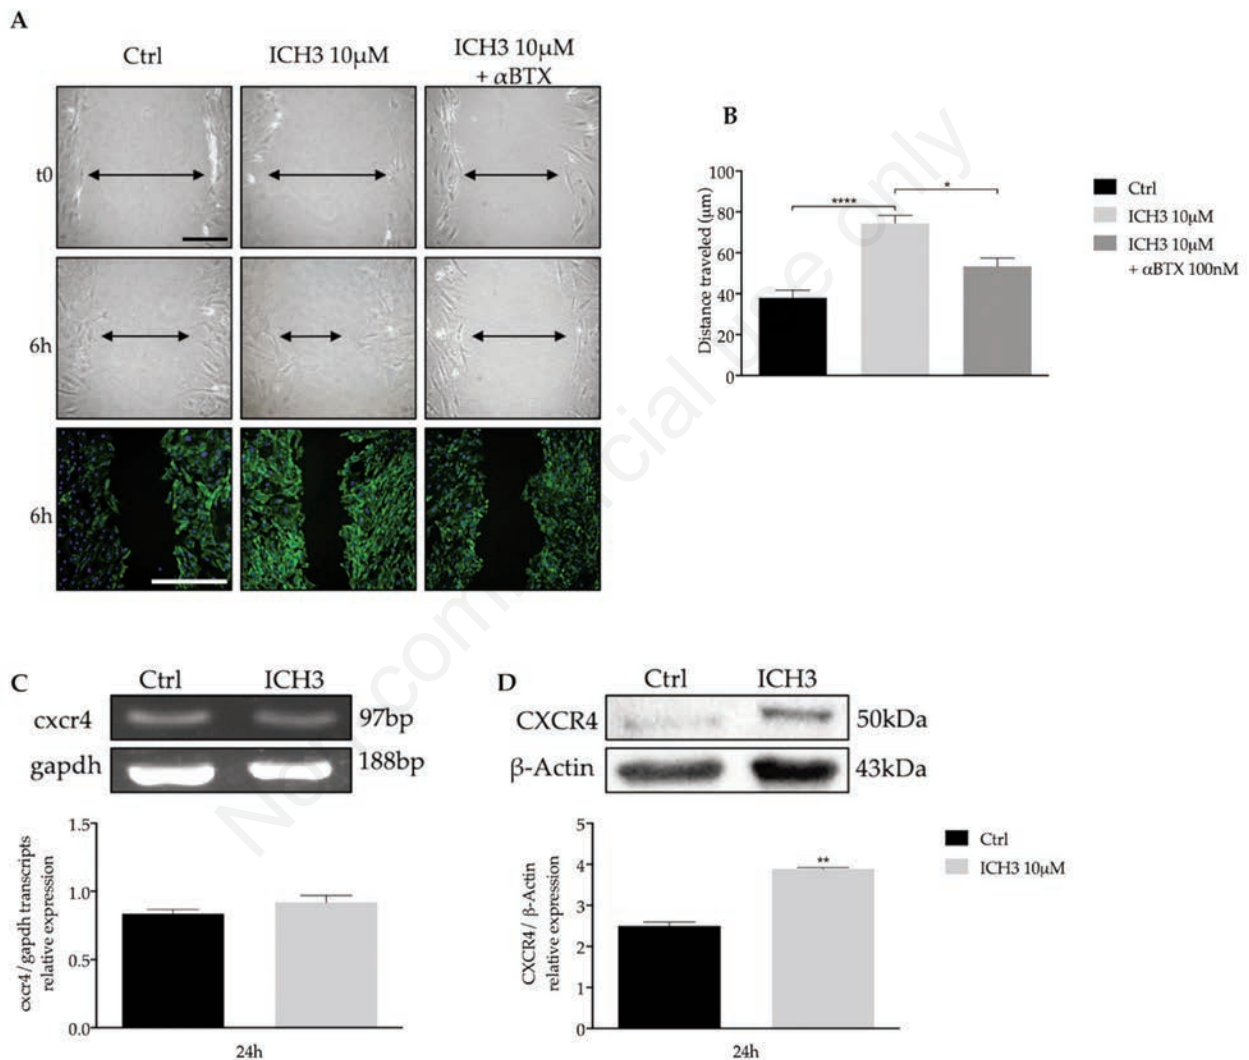 A
Ctrl
ICH3 10µM
ICH3 10µM
+ αBTX
t0
6h
6h
B
Distance traveled (µm)
100
80
60
40
20
0
****
*
Ctrl
ICH3 10µM
ICH3 10µM
+ αBTX 100nM
C
Ctrl
ICH3
cxcr4
97bp
gapdh
188bp
cxcr4/gapdh transcripts
relative expression
1.5
1.0
0.5
0.0
24h
D
Ctrl
ICH3
CXCR4
50kDa
β-Actin
43kDa
CXCR4/ β-Actin
relative expression
5
4
3
2
1
0
**
24h
Ctrl
ICH3 10µM
Non commercial use only